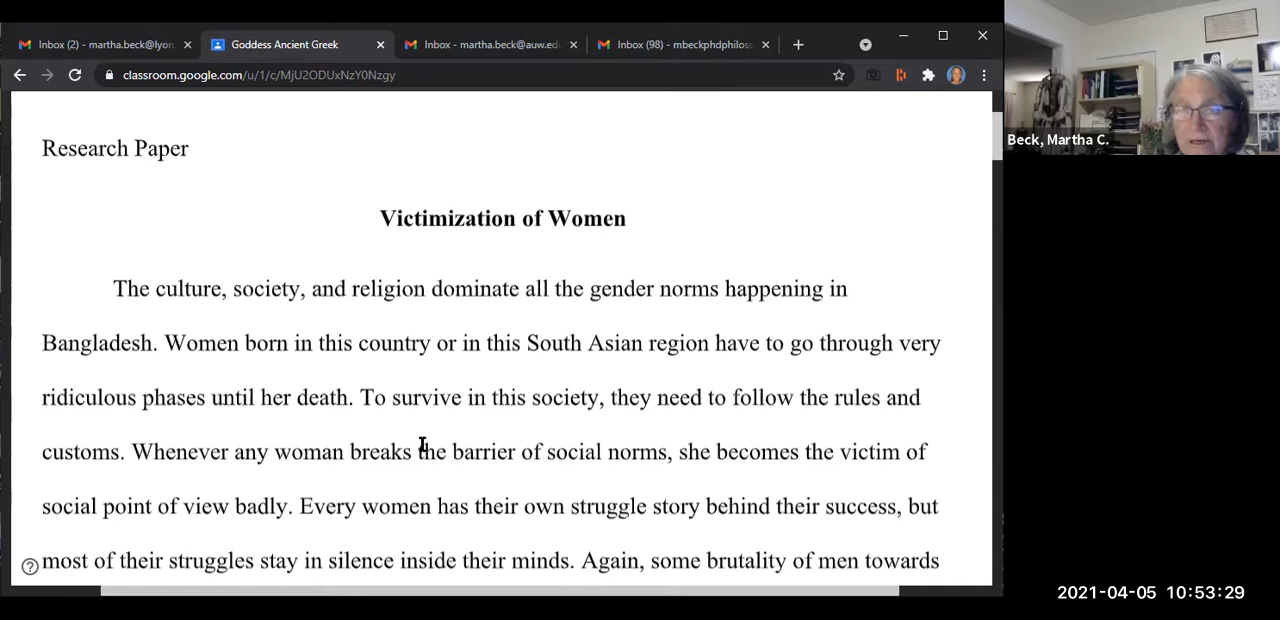 Inbox (2) - martha.beck@lyon
Goddess Ancient Greek
Inbox - martha.beck@auw.ed
Inbox (98) - mbeckphdphilos
classroom.google.com/u/1/c/MjU2ODUxNzY0Nzgy
Beck, Martha C.
Research Paper
Victimization of Women
The culture, society, and religion dominate all the gender norms happening in
Bangladesh. Women born in this country or in this South Asian region have to go through very
ridiculous phases until her death. To survive in this society, they need to follow the rules and
customs. Whenever any woman breaks the barrier of social norms, she becomes the victim of
social point of view badly. Every women has their own struggle story behind their success, but
most of their struggles stay in silence inside their minds. Again, some brutality of men towards
2021-04-05 10:53:29